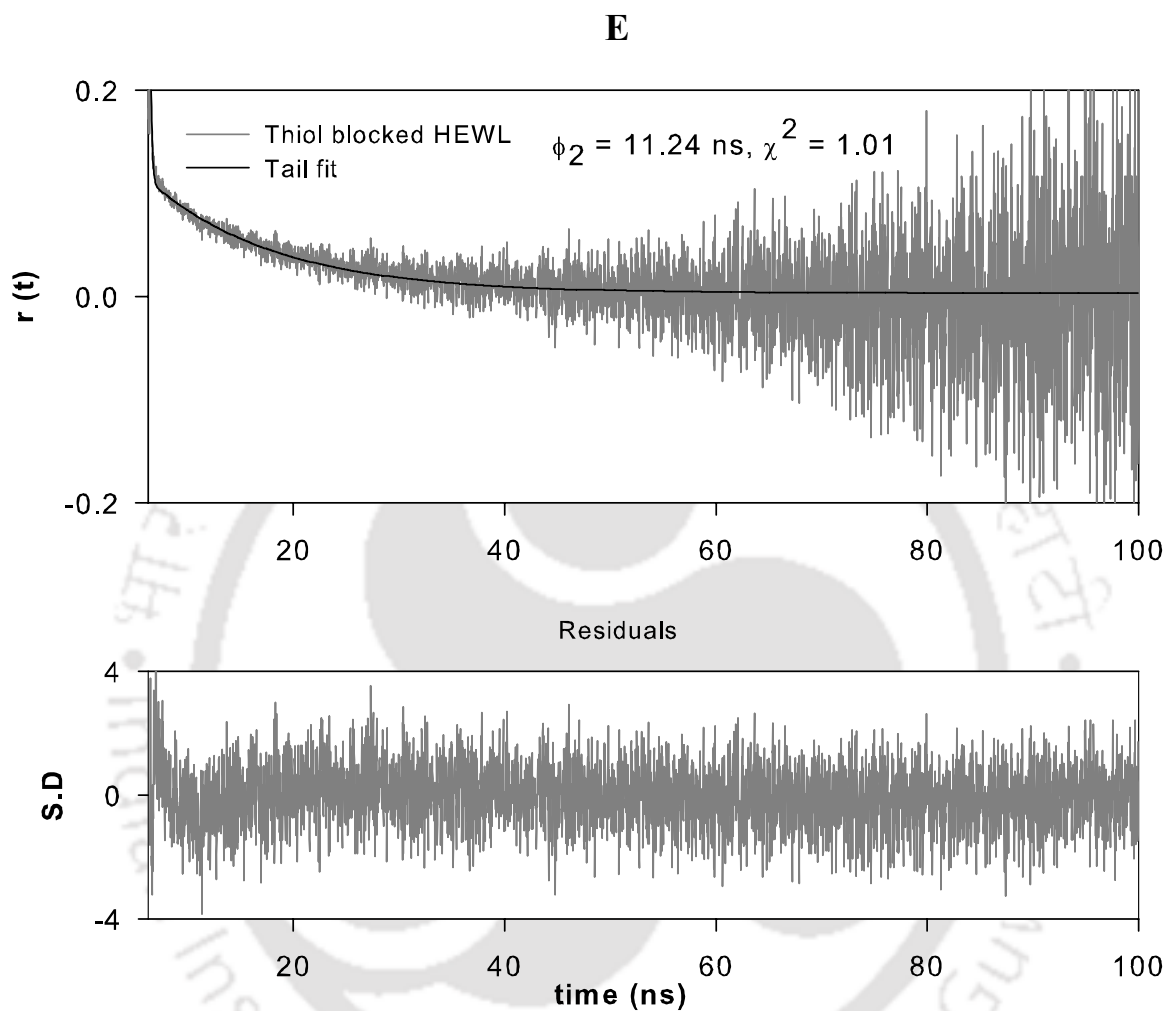 E
0.2
Thiol blocked HEWL
Tail fit
ϕ2 = 11.24 ns, χ2 = 1.01
r (t)
0.0
-0.2
20 40 60 80 100
Residuals
4
S.D
0
-4
20 40 60 80 100
time (ns)